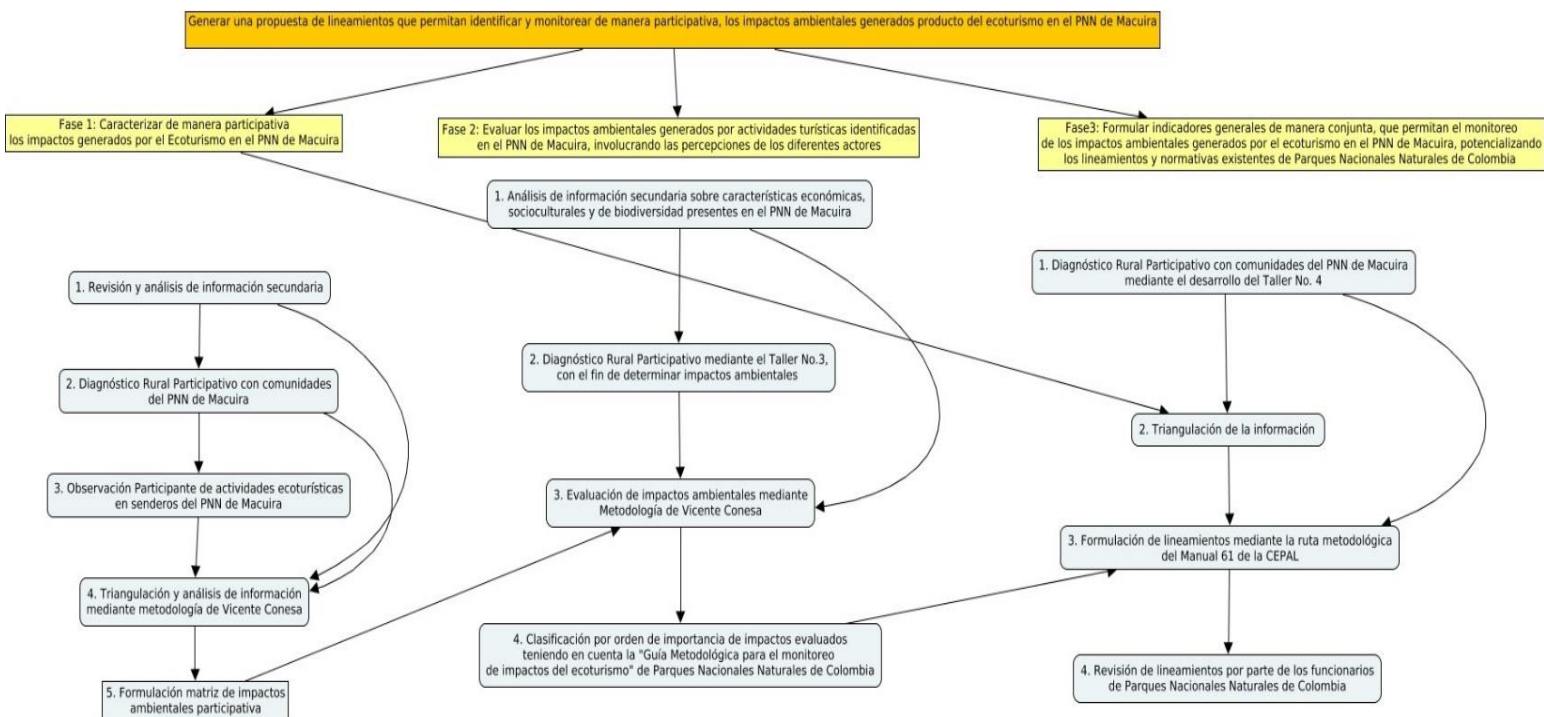 Generar una propuesta de lineamientos que permitan identificar y monitorear de manera participativa, los impactos ambientales generados producto del ecoturismo en el PNN de Macuira
Fase 1: Caracterizar de manera participativa
los impactos generados por el Ecoturismo en el PNN de Macuira
Fase 2: Evaluar los impactos ambientales generados por actividades turísticas identificadas
en el PNN de Macuira, involucrando las percepciones de los diferentes actores
Fase3: Formular indicadores generales de manera conjunta, que permitan el monitoreo
de los impactos ambientales generados por el ecoturismo en el PNN de Macuira, potencializando
los lineamientos y normativas existentes de Parques Nacionales Naturales de Colombia
1. Revisión y análisis de información secundaria
2. Diagnóstico Rural Participativo con comunidades
del PNN de Macuira
3. Observación Participante de actividades ecoturísticas
en senderos del PNN de Macuira
4. Triangulación y análisis de información
mediante metodología de Vicente Conesa
5. Formulación matriz de impactos
ambientales participativa
1. Análisis de información secundaria sobre características económicas,
socioculturales y de biodiversidad presentes en el PNN de Macuira
2. Diagnóstico Rural Participativo mediante el Taller No.3,
con el fin de determinar impactos ambientales
3. Evaluación de impactos ambientales mediante
Metodología de Vicente Conesa
4. Clasificación por orden de importancia de impactos evaluados
teniendo en cuenta la "Guía Metodológica para el monitoreo
de impactos del ecoturismo" de Parques Nacionales Naturales de Colombia
1. Diagnóstico Rural Participativo con comunidades del PNN de Macuira
mediante el desarrollo del Taller No. 4
2. Triangulación de la información
3. Formulación de lineamientos mediante la ruta metodológica
del Manual 61 de la CEPAL
4. Revisión de lineamientos por parte de los funcionarios
de Parques Nacionales Naturales de Colombia